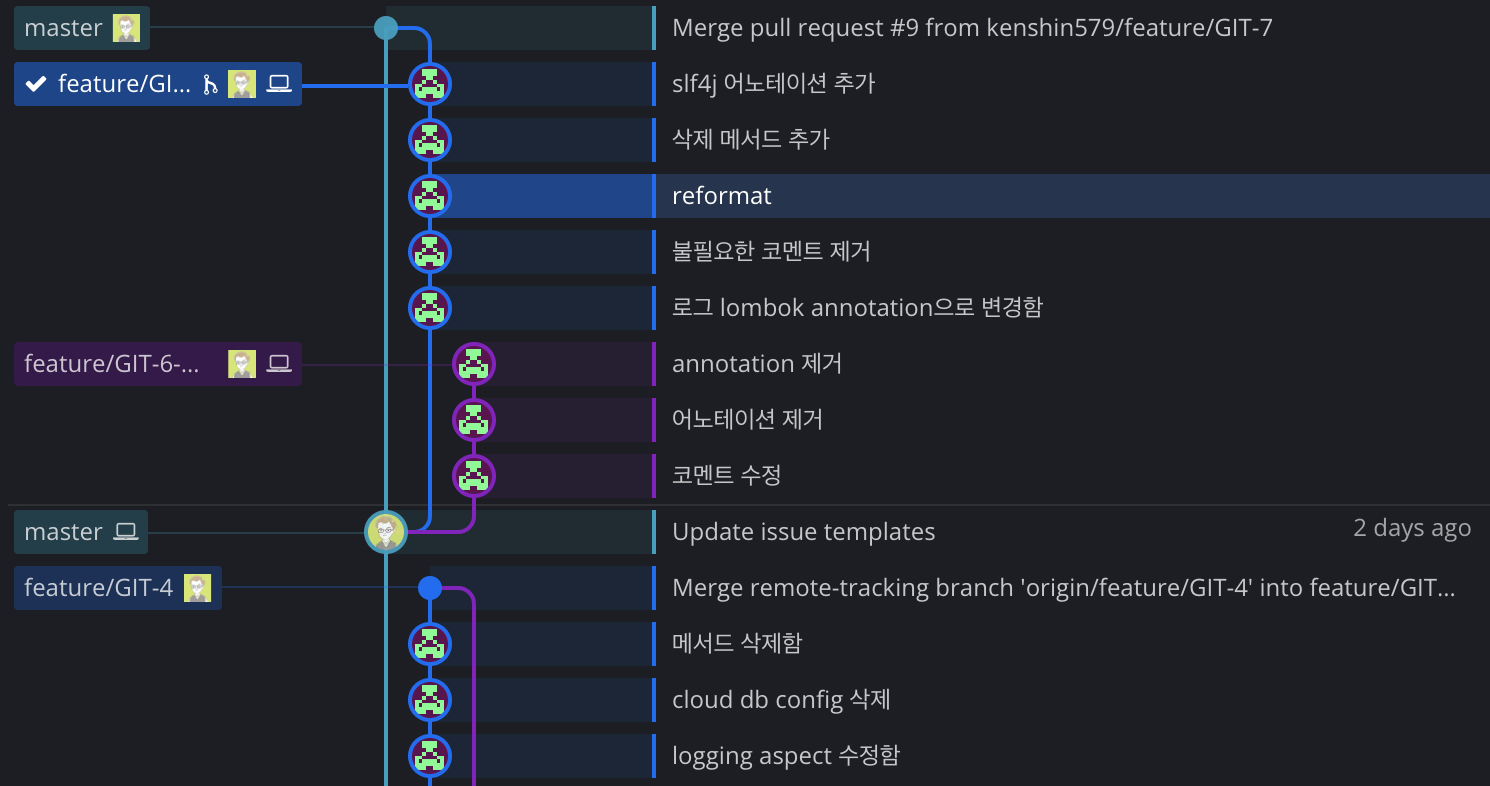 master Merge pull request #9 from kenshin579/feature/GIT-7
feature/GI... slf4j 어노테이션 추가
삭제 메서드 추가
reformat
불필요한 코멘트 제거
로그 lombok annotation으로 변경함
feature/GIT-6-... annotation 제거
어노테이션 제거
코멘트 수정
master Update issue templates 2 days ago
feature/GIT-4 Merge remote-tracking branch 'origin/feature/GIT-4' into feature/GIT...
메서드 삭제함
cloud db config 삭제
logging aspect 수정함